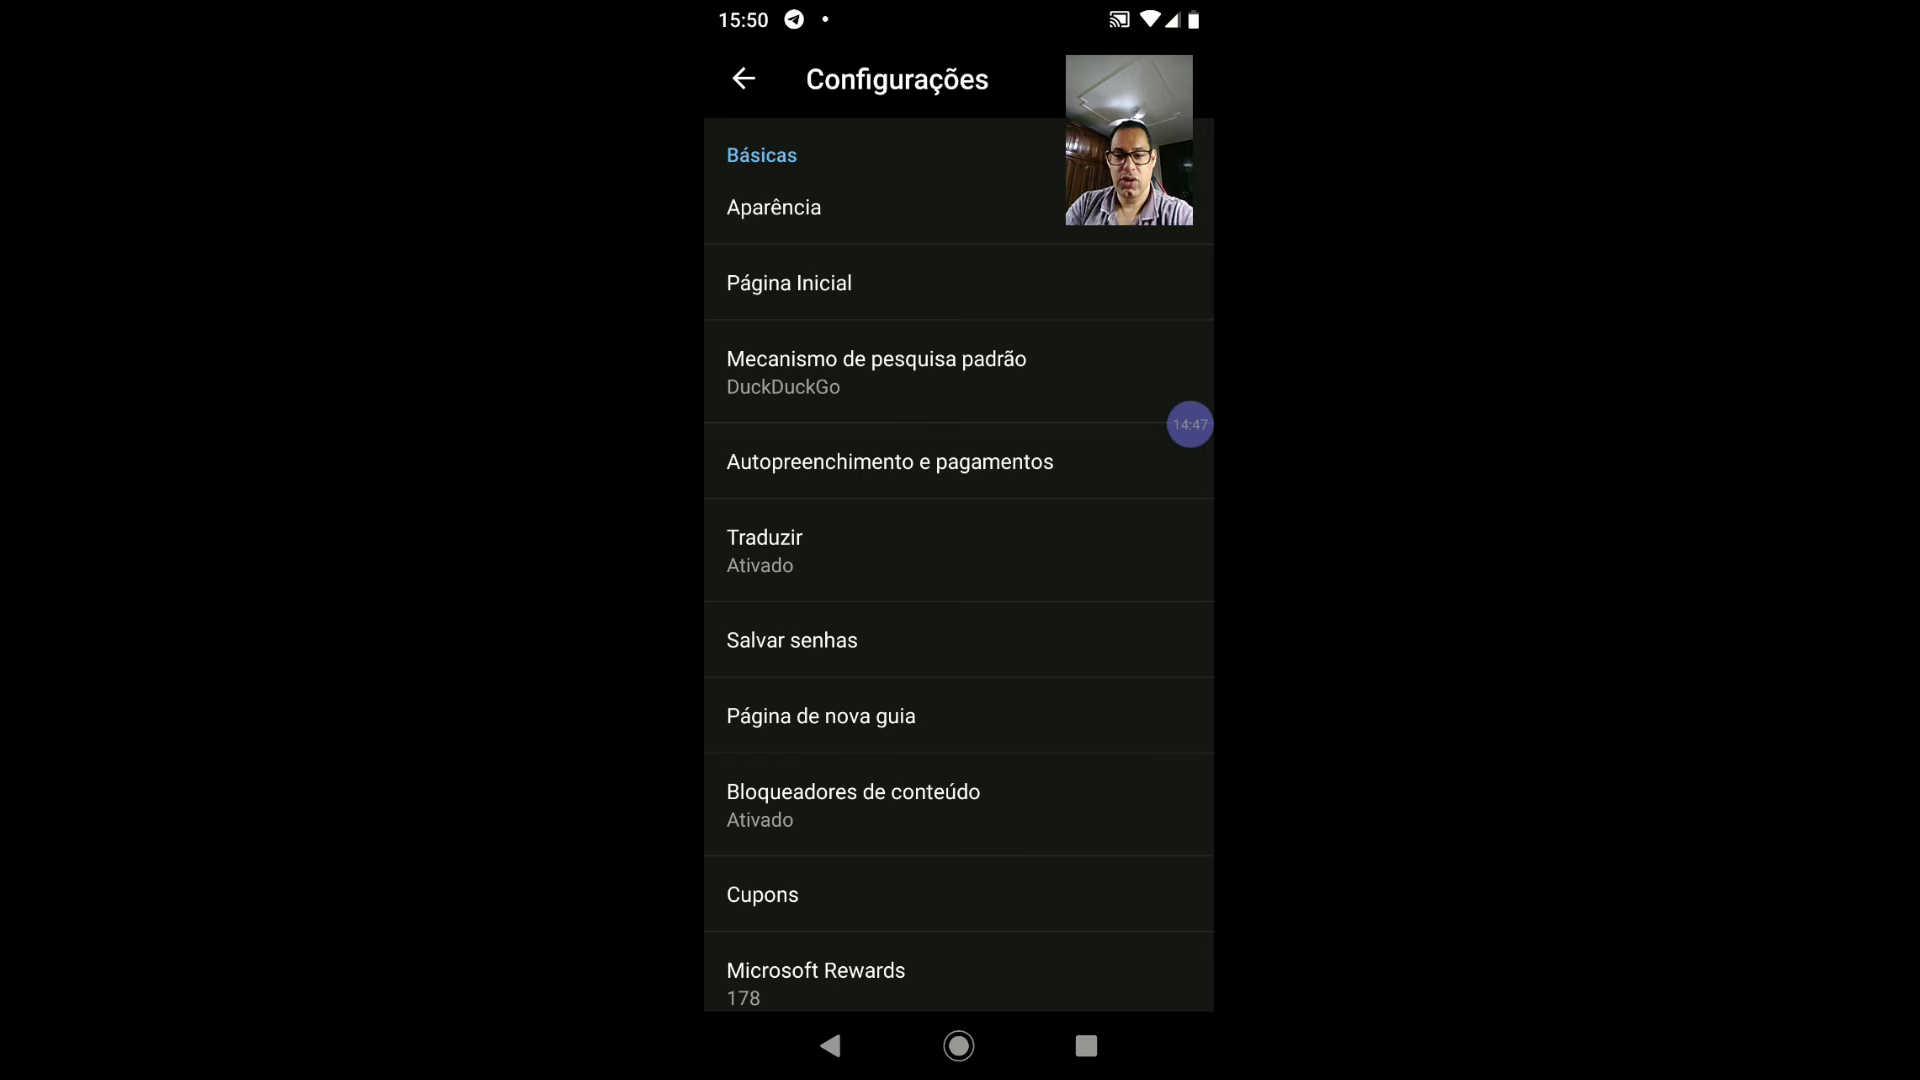 15:50
Configurações
Básicas
Aparência
Página Inicial
Mecanismo de pesquisa padrão
DuckDuckGo
14:47
Autopreenchimento e pagamentos
Traduzir
Ativado
Salvar senhas
Página de nova guia
Bloqueadores de conteúdo
Ativado
Cupons
Microsoft Rewards
178